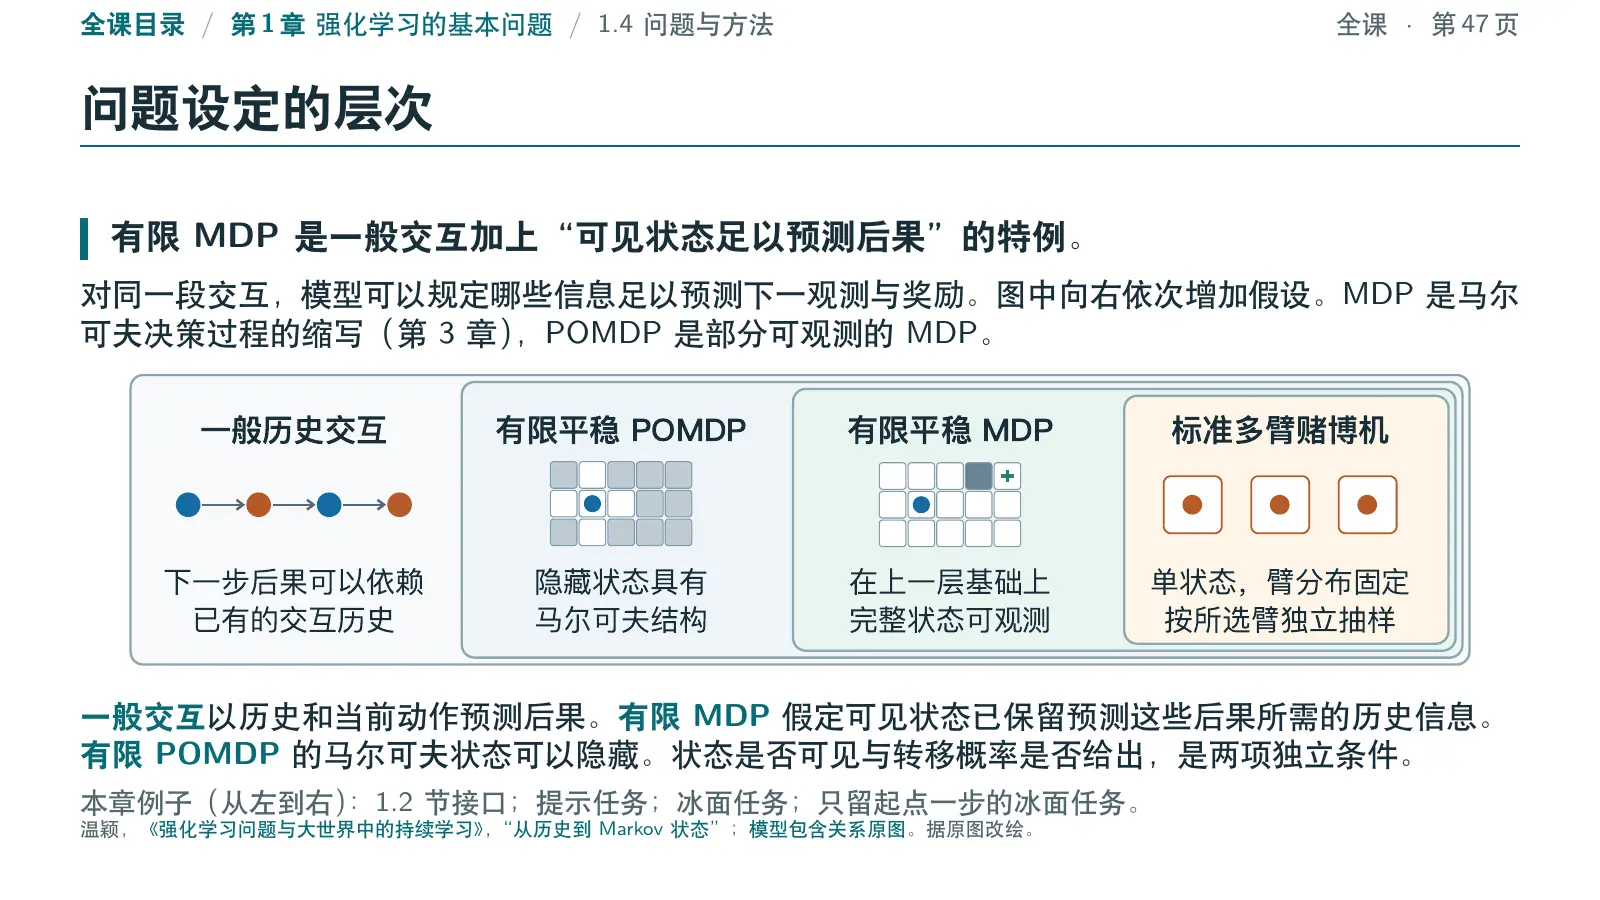 全课目录 / 第1章 强化学习的基本问题 / 1.4 问题与方法
全课 · 第47页
问题设定的层次
有限 MDP 是一般交互加上“可见状态足以预测后果”的特例。
对同一段交互，模型可以规定哪些信息足以预测下一观测与奖励。图中向右依次增加假设。MDP 是马尔
可夫决策过程的缩写（第 3 章），POMDP 是部分可观测的 MDP。
一般历史交互
下一步后果可以依赖
已有的交互历史
有限平稳 POMDP
隐藏状态具有
马尔可夫结构
有限平稳 MDP
+
在上一层基础上
完整状态可观测
标准多臂赌博机
单状态，臂分布固定
按所选臂独立抽样
一般交互以历史和当前动作预测后果。有限 MDP 假定可见状态已保留预测这些后果所需的历史信息。
有限 POMDP 的马尔可夫状态可以隐藏。状态是否可见与转移概率是否给出，是两项独立条件。
本章例子（从左到右）：1.2 节接口；提示任务；冰面任务；只留起点一步的冰面任务。
温颖，《强化学习问题与大世界中的持续学习》，“从历史到 Markov 状态”；模型包含关系原图。据原图改绘。